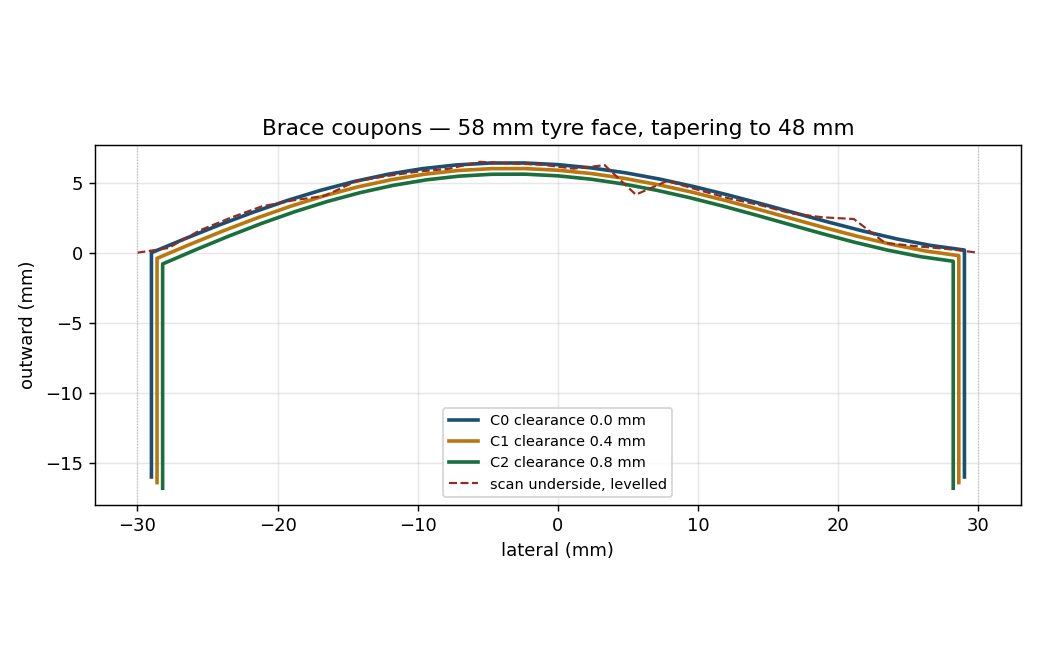 Brace coupons — 58 mm tyre face, tapering to 48 mm
outward (mm)
5
0
−5
−10
−15
C0 clearance 0.0 mm
C1 clearance 0.4 mm
C2 clearance 0.8 mm
scan underside, levelled
−30
−20
−10
0
10
20
30
lateral (mm)